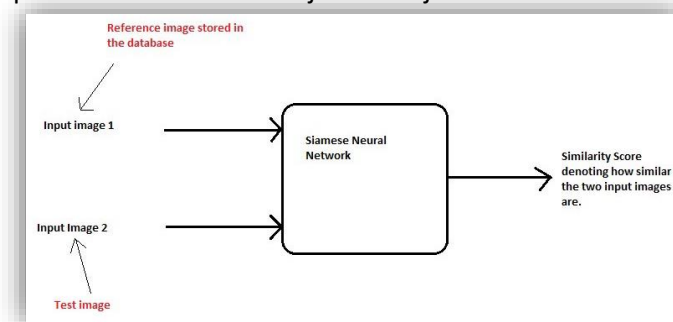 Reference image stored in
the database
Input image 1
Siamese Neural
Network
Similarity Score
denoting how similar
the two input images
are.
Input Image 2
Test image